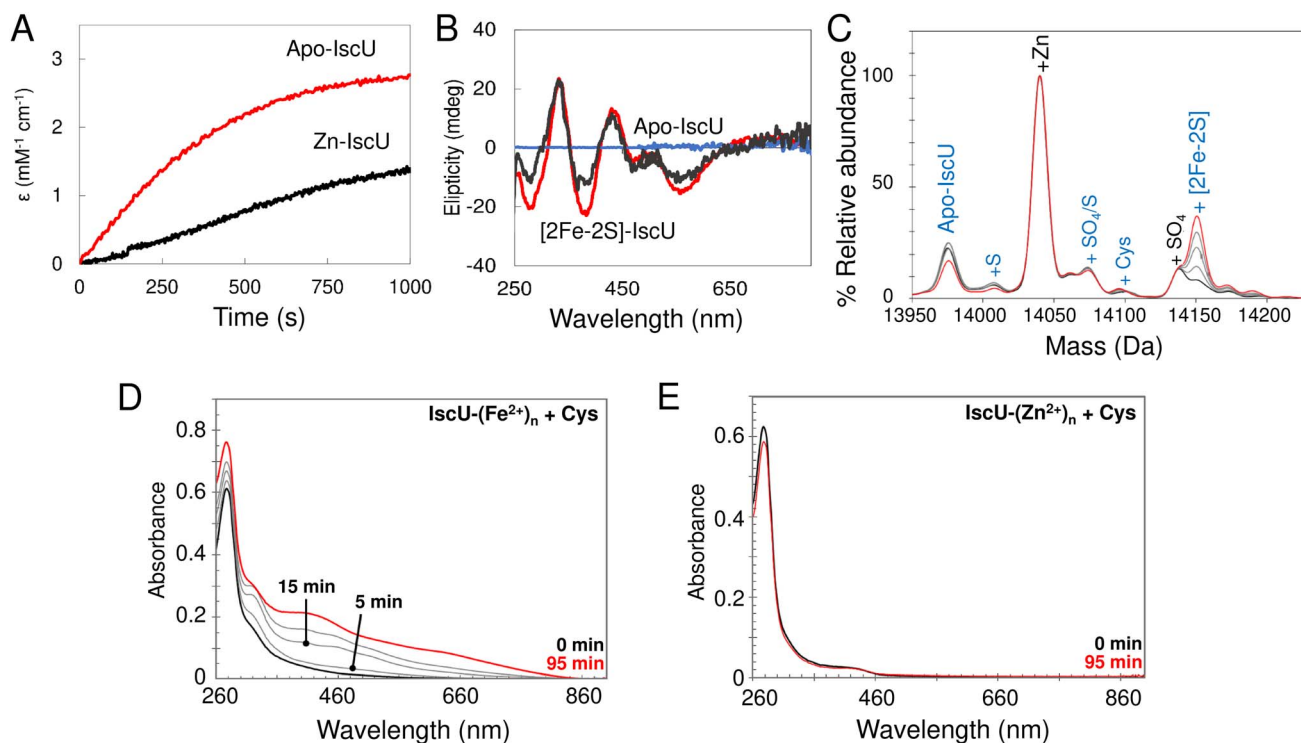 A
ε (mM⁻¹ cm⁻¹)
3
2
1
0
Apo-IscU
Zn-IscU
0 250 500 750 1000
Time (s)
B
Elipticity (mdeg)
40
20
0
-20
-40
Apo-IscU
[2Fe-2S]-IscU
250 450 650
Wavelength (nm)
C
% Relative abundance
100
50
0
Apo-IscU
+S
+Zn
+ SO₄/S
+ Cys
+ SO₄
+ [2Fe-2S]
13950 14000 14050 14100 14150 14200
Mass (Da)
D
IscU-(Fe²⁺)ₙ + Cys
Absorbance
0.8
0.6
0.4
0.2
0
15 min
5 min
0 min
95 min
260 460 660 860
Wavelength (nm)
E
IscU-(Zn²⁺)ₙ + Cys
Absorbance
0.6
0.4
0.2
0
0 min
95 min
260 460 660 860
Wavelength (nm)